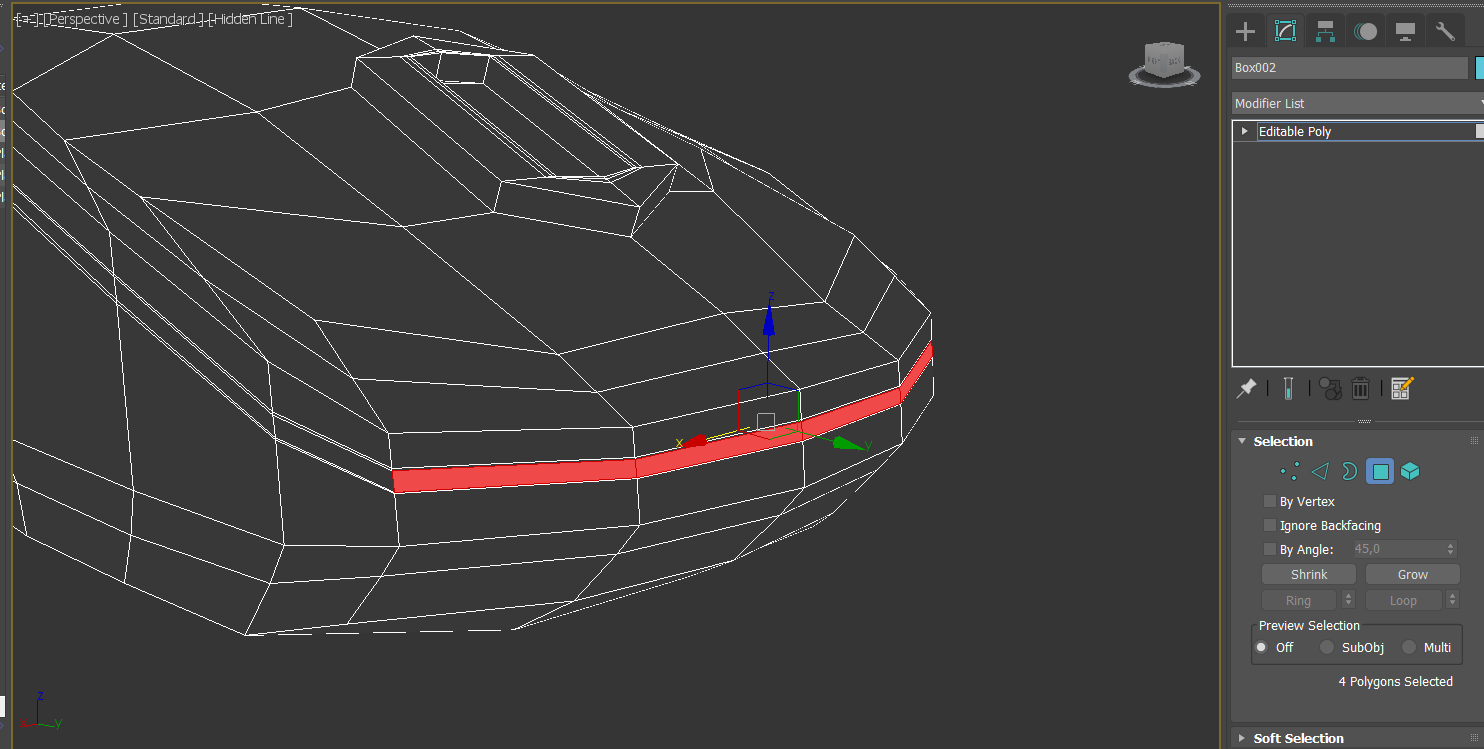 [+] [Perspective ] [Standard ] [Hidden Line ]
Box002
Modifier List
Editable Poly
z
x
y
Selection
By Vertex
Ignore Backfacing
By Angle: 45,0
Shrink Grow
Ring Loop
Preview Selection
Off SubObj Multi
4 Polygons Selected
z
x y
Soft Selection